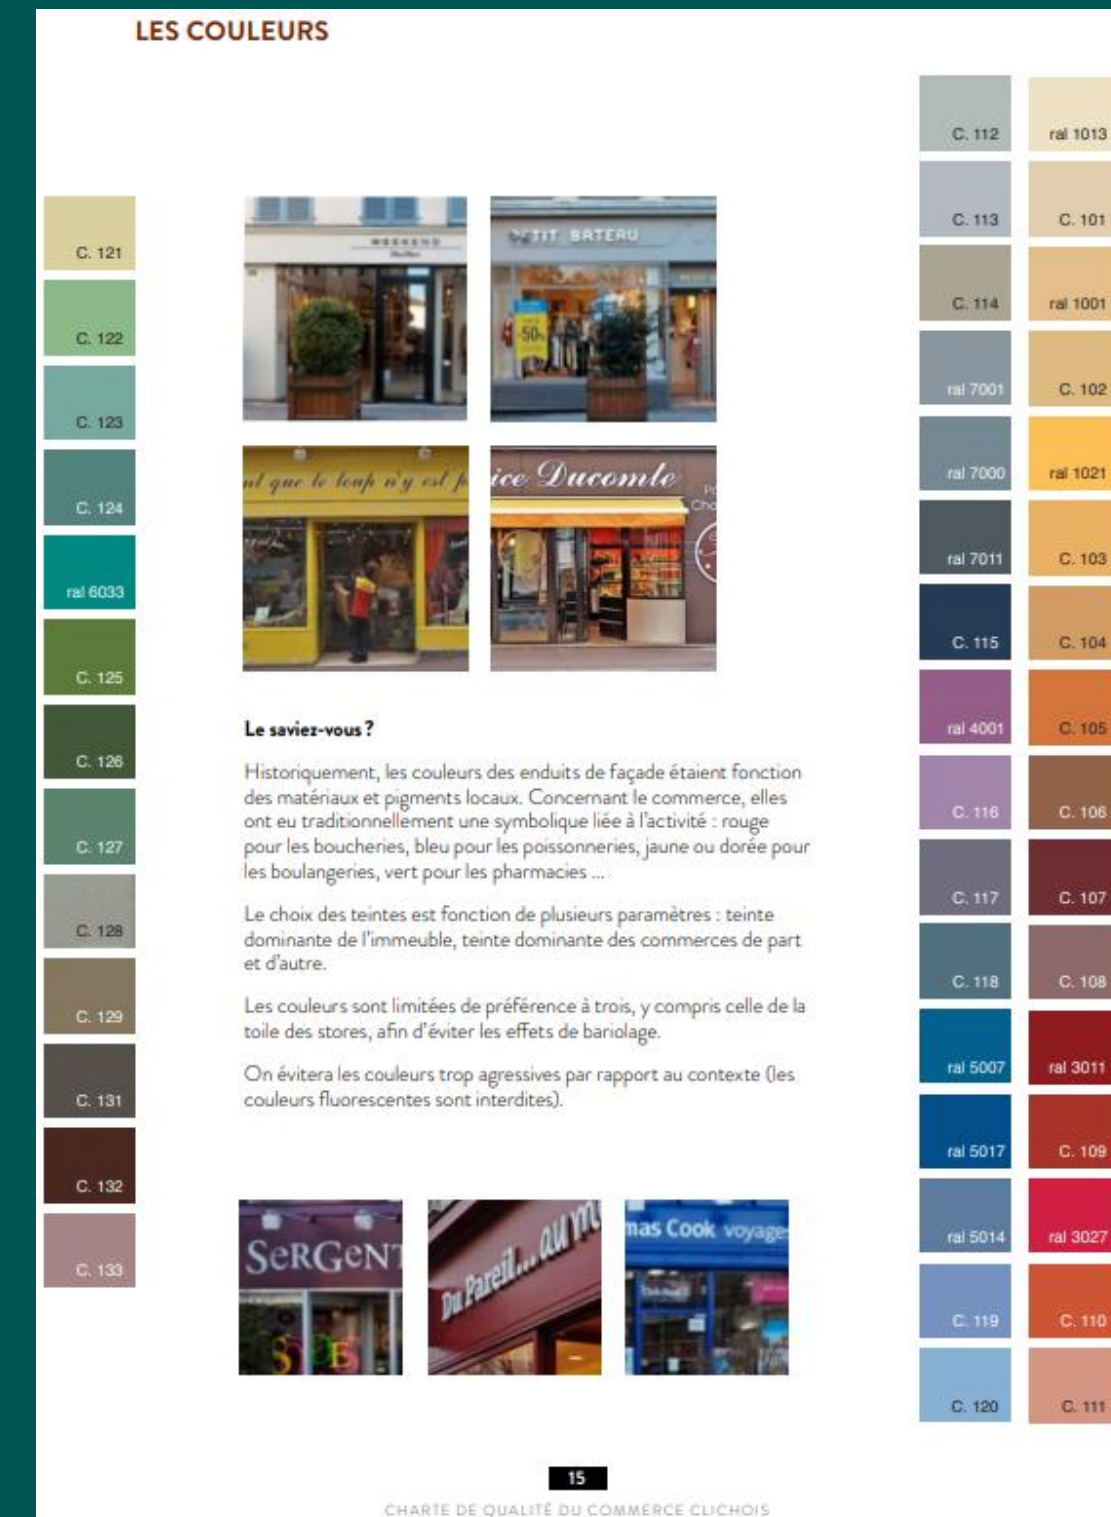 LES COULEURS
C. 121
C. 122
C. 123
C. 124
ral 6033
C. 125
C. 126
C. 127
C. 128
C. 129
C. 131
C. 132
C. 133
WEEKEND
PETIT BATEAU
-50%
nt que le loup n'y est p
ice Ducomte
Po
Cho
Le saviez-vous ?
Historiquement, les couleurs des enduits de façade étaient fonction
des matériaux et pigments locaux. Concernant le commerce, elles
ont eu traditionnellement une symbolique liée à l'activité : rouge
pour les boucheries, bleu pour les poissonneries, jaune ou dorée pour
les boulangeries, vert pour les pharmacies ...
Le choix des teintes est fonction de plusieurs paramètres : teinte
dominante de l'immeuble, teinte dominante des commerces de part
et d'autre.
Les couleurs sont limitées de préférence à trois, y compris celle de la
toile des stores, afin d'éviter les effets de bariolage.
On évitera les couleurs trop agressives par rapport au contexte (les
couleurs fluorescentes sont interdites).
SeRGeNT
Du Pareil... au m
mas Cook voyages
C. 112
C. 113
C. 114
ral 7001
ral 7000
ral 7011
C. 115
ral 4001
C. 116
C. 117
C. 118
ral 5007
ral 5017
ral 5014
C. 119
C. 120
ral 1013
C. 101
ral 1001
C. 102
ral 1021
C. 103
C. 104
C. 105
C. 106
C. 107
C. 108
ral 3011
C. 109
ral 3027
C. 110
C. 111
15
CHARTE DE QUALITÉ DU COMMERCE CLICHOIS